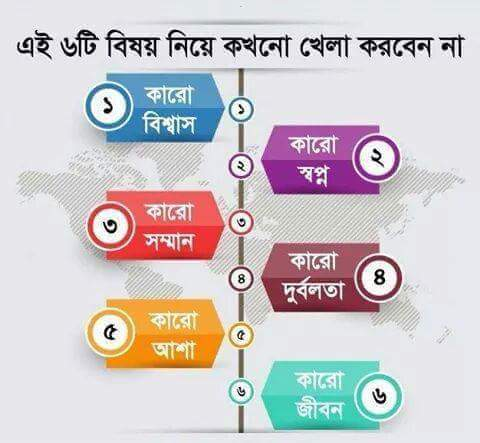 এই ৬টি বিষয় নিয়ে কখনো খেলা করবেন না
১
কারো
বিশ্বাস
১
২
কারো
স্বপ্ন
২
৩
কারো
সম্মান
৩
৪
কারো
দুর্বলতা
৪
৫
কারো
আশা
৫
৬
কারো
জীবন
৬